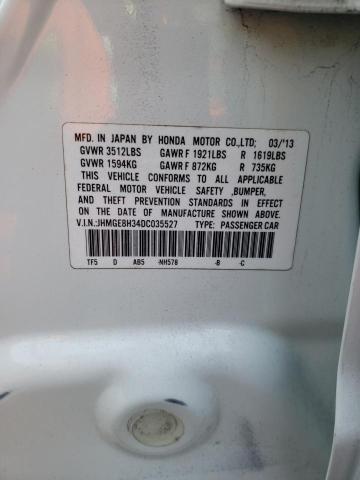 MFD. IN JAPAN BY HONDA MOTOR CO.,LTD; 03/'13
GVWR 3512LBS GAWR F 1921LBS R 1619LBS
GVWR 1594KG GAWR F 872KG R 735KG
THIS VEHICLE CONFORMS TO ALL APPLICABLE
FEDERAL MOTOR VEHICLE SAFETY ,BUMPER,
AND THEFT PREVENTION STANDARDS IN EFFECT
ON THE DATE OF MANUFACTURE SHOWN ABOVE.
V.I.N.:JHMGE8H34DC035527 TYPE: PASSENGER CAR
TF5 D AB5 -NH578 -B -C